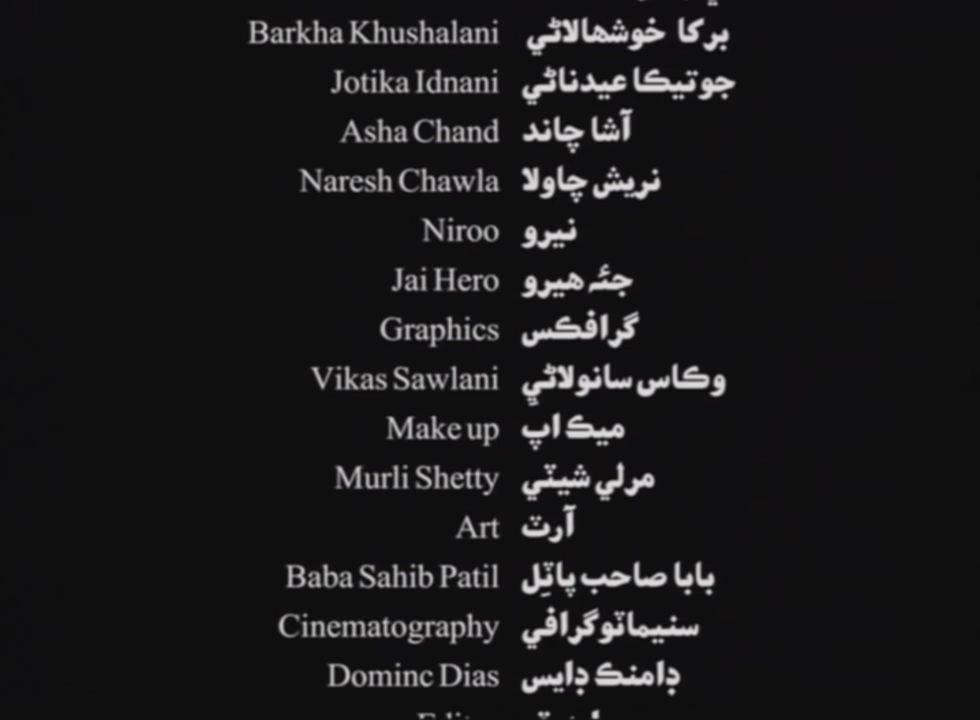 Barkha Khushalani برکا خوشھالاڻي
Jotika Idnani جوتيڪا عيدناڻي
Asha Chand آشا چاند
Naresh Chawla نريش چاولا
Niroo نيرو
Jai Hero جئہ هيرو
Graphics گرافڪس
Vikas Sawlani وڪاس سانولاڻي
Make up ميڪ اپ
Murli Shetty مرلي شيٽي
Art آرٽ
Baba Sahib Patil بابا صاحب پاٽِل
Cinematography سنيماٽوگرافي
Dominc Dias ڊامنڪ ڊايس